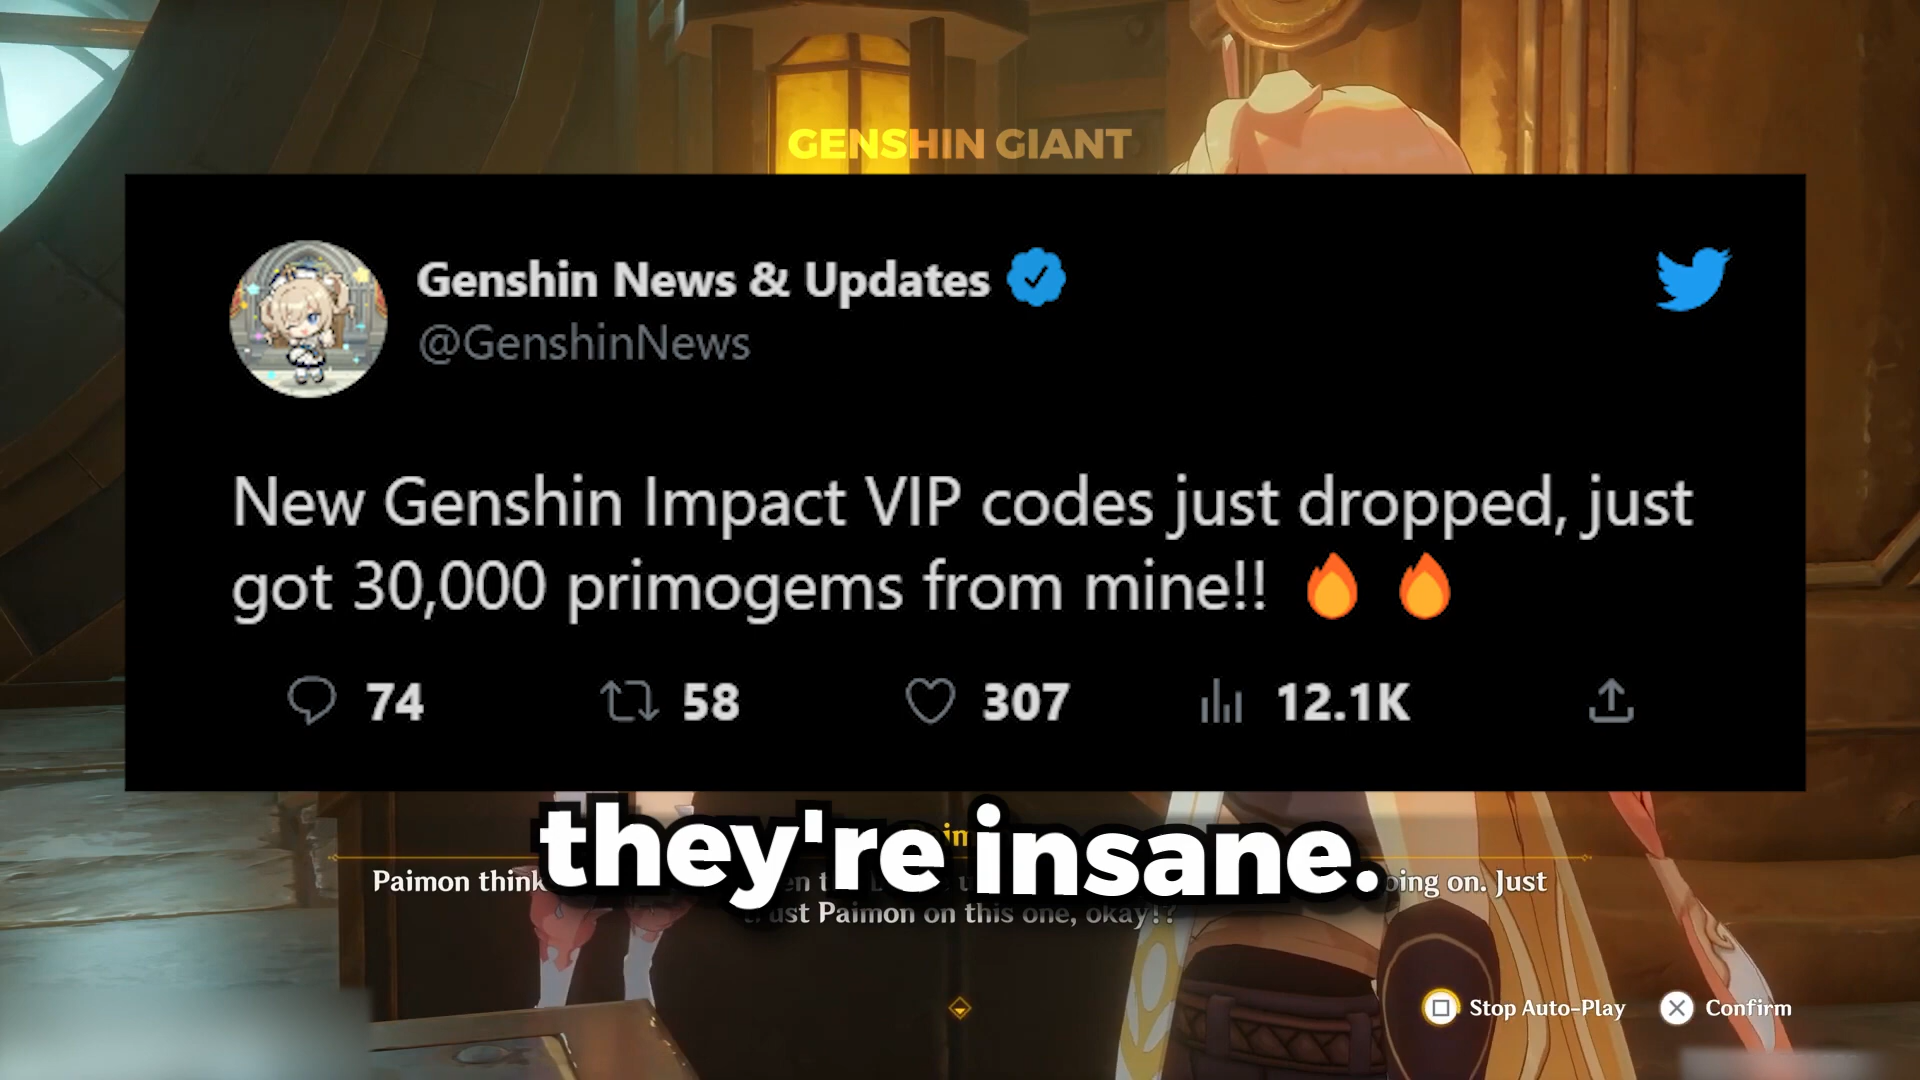 GENSHIN GIANT
Genshin News & Updates
@GenshinNews
New Genshin Impact VIP codes just dropped, just
got 30,000 primogems from mine!! 🔥 🔥
74 58 307 12.1K
they're insane.
Paimon think on. Just
Paimon on this one, okay!?
Stop Auto-Play Confirm